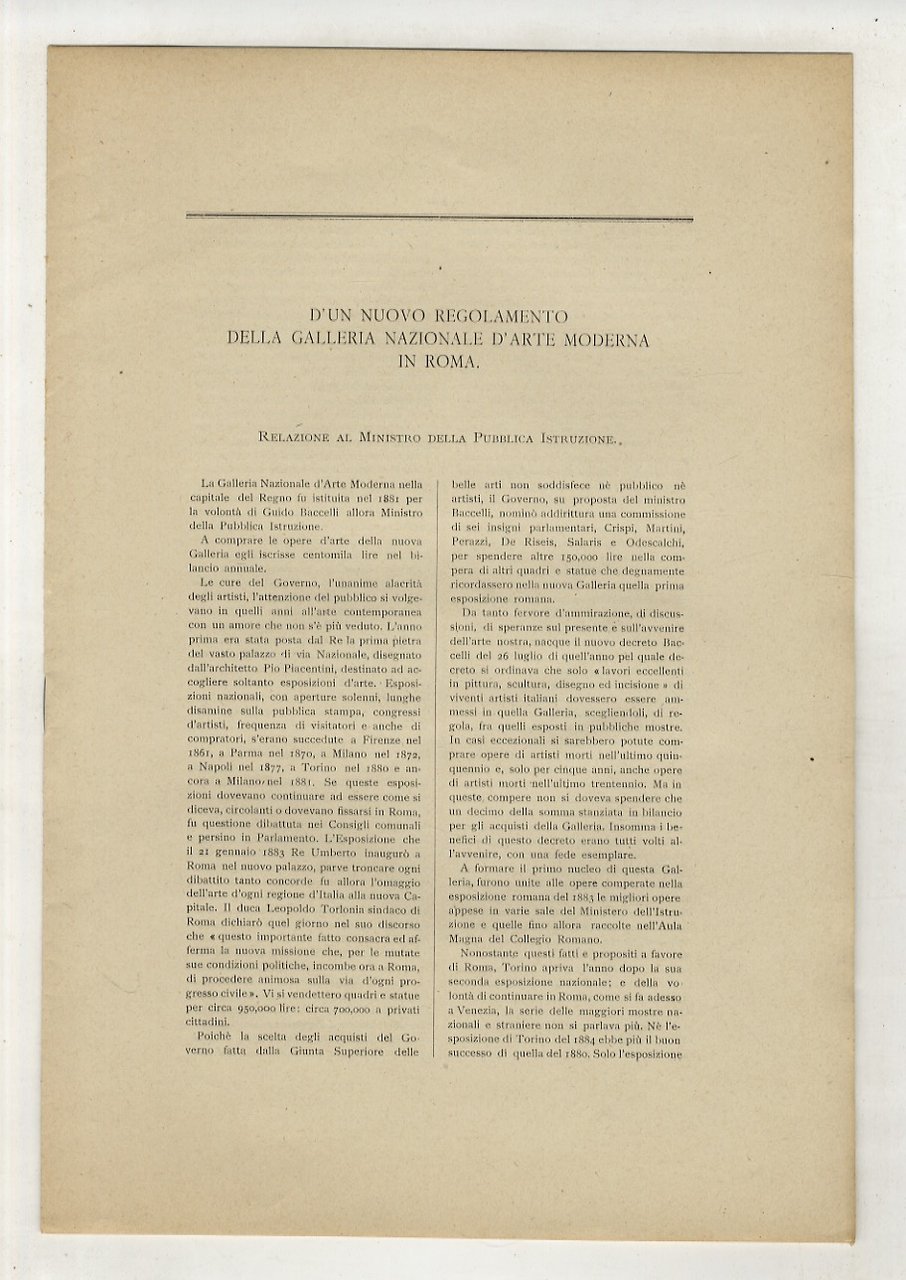 D'UN NUOVO REGOLAMENTO
DELLA GALLERIA NAZIONALE D'ARTE MODERNA
IN ROMA.
Relazione al Ministro della Pubblica Istruzione.
La Galleria Nazionale d'Arte Moderna nella
capitale del Regno fu istituita nel 1881 per
la volontà di Guido Baccelli allora Ministro
della Pubblica Istruzione.
A comprare le opere d'arte della nuova
Galleria egli iscrisse centomila lire nel bi-
lancio annuale.
Le cure del Governo, l'unanime alacrità
degli artisti, l'attenzione del pubblico si volge-
vano in quelli anni all'arte contemporanea
con un amore che non s'è più veduto. L'anno
prima era stata posta dal Re la prima pietra
del vasto palazzo di via Nazionale, disegnato
dall'architetto Pio Piacentini, destinato ad ac-
cogliere soltanto esposizioni d'arte. Esposi-
zioni nazionali, con aperture solenni, lunghe
disamine sulla pubblica stampa, congressi
d'artisti, frequenza di visitatori e anche di
compratori, s'erano succedute a Firenze nel
1861, a Parma nel 1870, a Milano nel 1872,
a Napoli nel 1877, a Torino nel 1880 e an-
cora a Milano nel 1881. Se queste esposi-
zioni dovevano continuare ad essere come si
diceva, circolanti o dovevano fissarsi in Roma,
fu questione dibattuta nei Consigli comunali
e persino in Parlamento. L'Esposizione che
il 21 gennaio 1883 Re Umberto inaugurò a
Roma nel nuovo palazzo, parve troncare ogni
dibattito tanto concorde fu allora l'omaggio
dell'arte d'ogni regione d'Italia alla nuova Ca-
pitale. Il duca Leopoldo Torlonia sindaco di
Roma dichiarò quel giorno nel suo discorso
che « questo importante fatto consacra ed af-
ferma la nuova missione che, per le mutate
sue condizioni politiche, incombe ora a Roma,
di procedere animosa sulla via d'ogni pro-
gresso civile ». Vi si vendettero quadri e statue
per circa 950,000 lire: circa 700,000 a privati
cittadini.
Poichè la scelta degli acquisti del Go-
verno fatta dalla Giunta Superiore delle
belle arti non soddisfece nè pubblico nè
artisti, il Governo, su proposta del ministro
Baccelli, nominò addirittura una commissione
di sei insigni parlamentari, Crispi, Martini,
Perazzi, De Riseis, Salaris e Odescalchi,
per spendere altre 150,000 lire nella com-
pera di altri quadri e statue che degnamente
ricordassero nella nuova Galleria quella prima
esposizione romana.
Da tanto fervore d'ammirazione, di discus-
sioni, di speranze sul presente e sull'avvenire
dell'arte nostra, nacque il nuovo decreto Bac-
celli del 26 luglio di quell'anno pel quale de-
creto si ordinava che solo « lavori eccellenti
in pittura, scultura, disegno ed incisione » di
viventi artisti italiani dovessero essere am-
messi in quella Galleria, scegliendoli, di re-
gola, fra quelli esposti in pubbliche mostre.
In casi eccezionali si sarebbero potute com-
prare opere di artisti morti nell'ultimo quin-
quennio e, solo per cinque anni, anche opere
di artisti morti nell'ultimo trentennio. Ma in
queste compere non si doveva spendere che
un decimo della somma stanziata in bilancio
per gli acquisti della Galleria. Insomma i be-
nefici di questo decreto erano tutti volti al-
l'avvenire, con una fede esemplare.
A formare il primo nucleo di questa Gal-
leria, furono unite alle opere comperate nella
esposizione romana del 1883 le migliori opere
appese in varie sale del Ministero dell'Istru-
zione e quelle fino allora raccolte nell'Aula
Magna del Collegio Romano.
Nonostante questi fatti e propositi a favore
di Roma, Torino apriva l'anno dopo la sua
seconda esposizione nazionale; e della vo-
lontà di continuare in Roma, come si fa adesso
a Venezia, la serie delle maggiori mostre na-
zionali e straniere non si parlava più. Nè l'e-
sposizione di Torino del 1884 ebbe più il buon
successo di quella del 1880. Solo l'esposizione